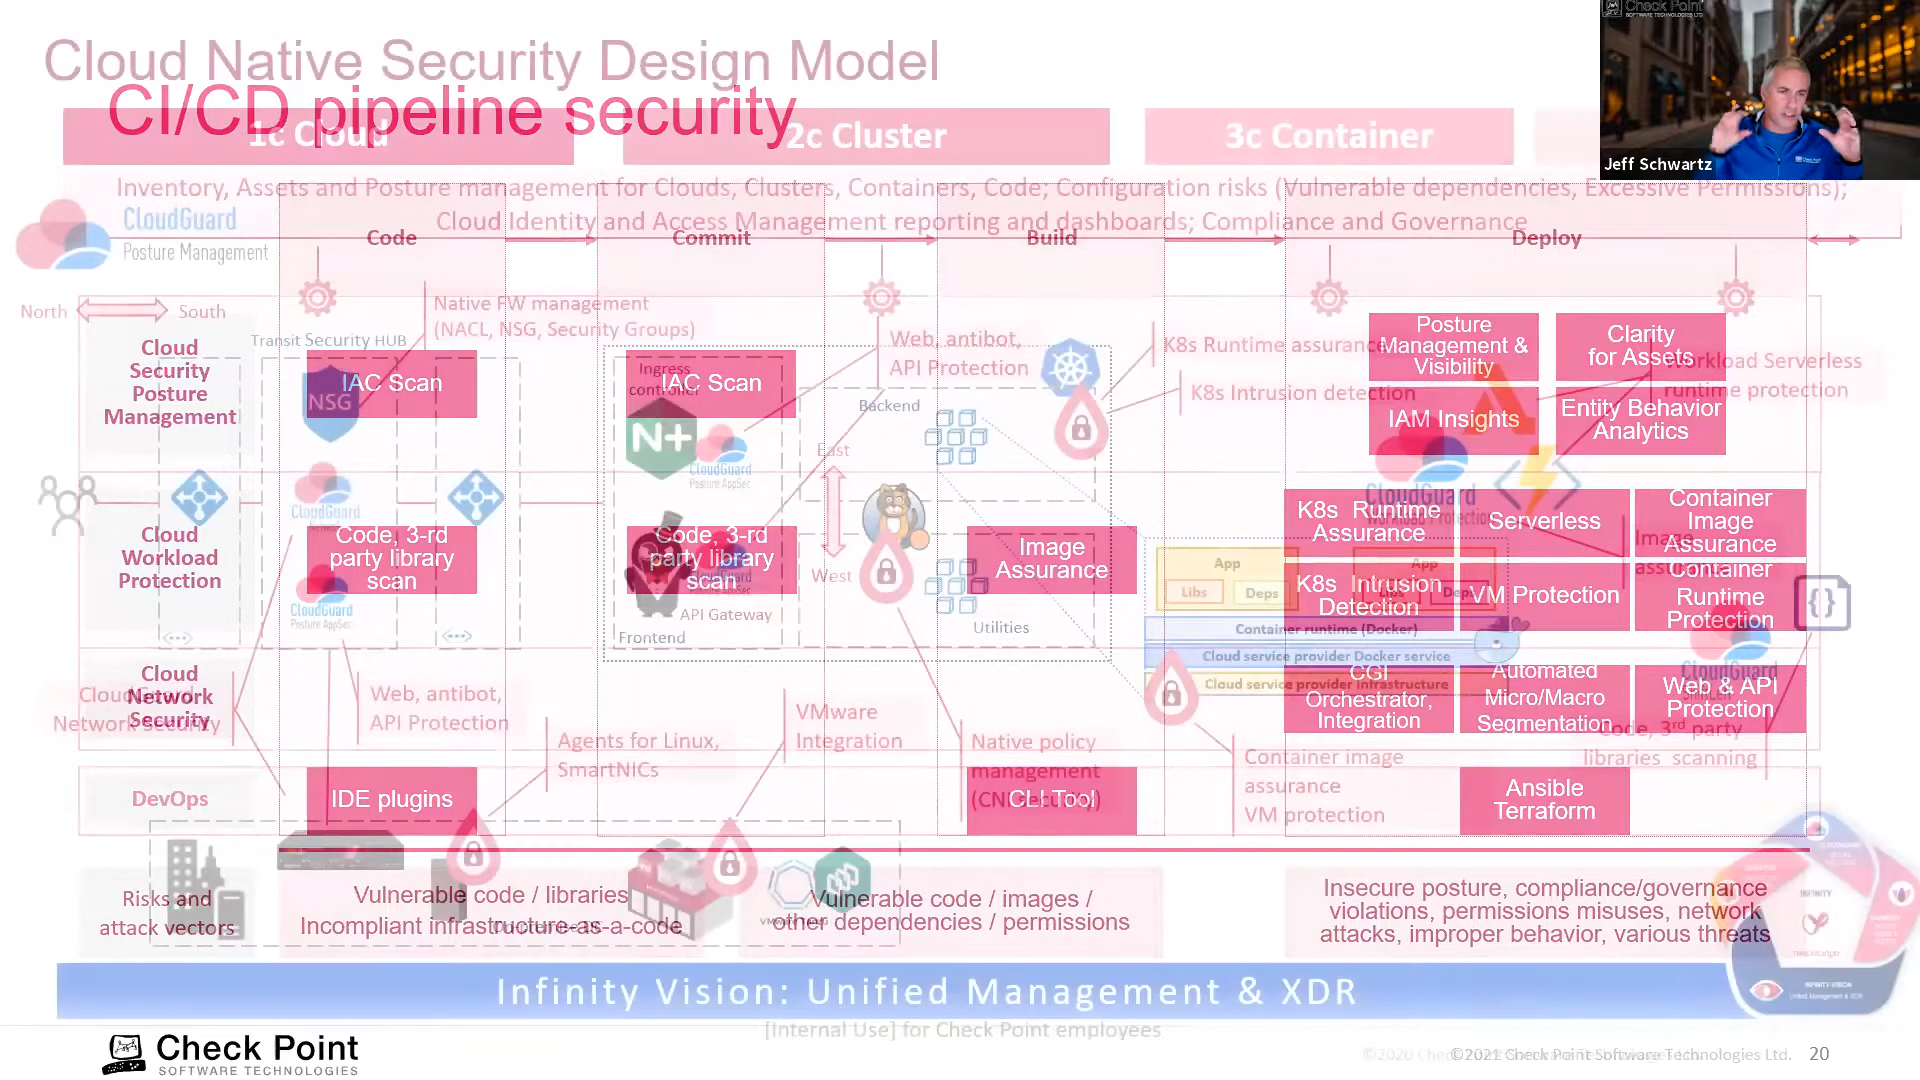 Cloud Native Security Design Model
CI/CD pipeline security
1c Cloud
2c Cluster
3c Container
Check Point
SOFTWARE TECHNOLOGIES LTD
Jeff Schwartz
Inventory, Assets and Posture management for Clouds, Clusters, Containers, Code; Configuration risks (Vulnerable dependencies, Excessive Permissions);
Cloud Identity and Access Management reporting and dashboards; Compliance and Governance
CloudGuard
Posture Management
Code
Commit
Build
Deploy
North
South
Native FW management
(NACL, NSG, Security Groups)
Transit Security HUB
Web, antibot,
API Protection
K8s Runtime assurance
K8s Intrusion detection
Workload Serverless
runtime protection
Cloud
Security
Posture
Management
NSG
IAC Scan
Ingress
controller
IAC Scan
N+
CloudGuard
Posture AppSec
Backend
East
West
Posture
Management &
Visibility
Clarity
for Assets
IAM Insights
Entity Behavior
Analytics
CloudGuard
Workload Protection
Cloud
Workload
Protection
CloudGuard
Code, 3-rd
party library
scan
CloudGuard
Posture AppSec
Code, 3-rd
party library
scan
API Gateway
Frontend
Utilities
Image
Assurance
K8s Runtime
Assurance
Serverless
Container
Image
Assurance
K8s Intrusion
Detection
VM Protection
Container
Runtime
Protection
App
Libs
Deps
App
Libs
Deps
Container runtime (Docker)
Cloud service provider Docker service
Cloud service provider infrastructure
Image
assurance
CloudGuard
Cloud
Network
Security
CloudGuard
Network security
Web, antibot,
API Protection
Agents for Linux,
SmartNICs
VMware
Integration
Native policy
management
(CNI security)
Container image
assurance
VM protection
CGI
Orchestrator,
Integration
Automated
Micro/Macro
Segmentation
Web & API
Protection
Code, 3rd party
libraries scanning
DevOps
IDE plugins
CLI Tool
Ansible
Terraform
Risks and
attack vectors
Vulnerable code / libraries
Incompliant infrastructure-as-a-code
Vulnerable code / images /
other dependencies / permissions
Insecure posture, compliance/governance
violations, permissions misuses, network
attacks, improper behavior, various threats
INFINITY
INFINITY-VISION
Unified Management & XDR
Infinity Vision: Unified Management & XDR
[Internal Use] for Check Point employees
Check Point
SOFTWARE TECHNOLOGIES
©2021 Check Point Software Technologies Ltd.
20